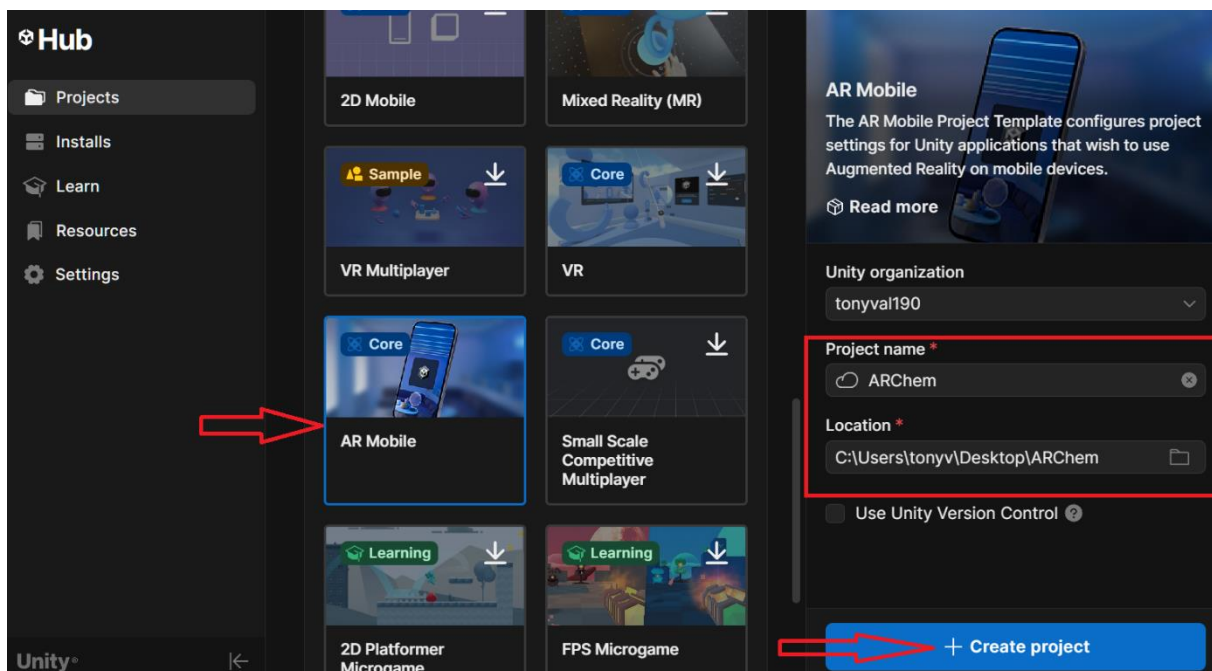 Hub
Projects
Installs
Learn
Resources
Settings
Unity
2D Mobile
Mixed Reality (MR)
Sample
VR Multiplayer
Core
VR
Core
AR Mobile
Core
Small Scale
Competitive
Multiplayer
Learning
2D Platformer
Microgame
Learning
FPS Microgame
AR Mobile
The AR Mobile Project Template configures project
settings for Unity applications that wish to use
Augmented Reality on mobile devices.
Read more
Unity organization
tonyval190
Project name *
ARChem
Location *
C:\Users\tonyv\Desktop\ARChem
Use Unity Version Control ?
+ Create project